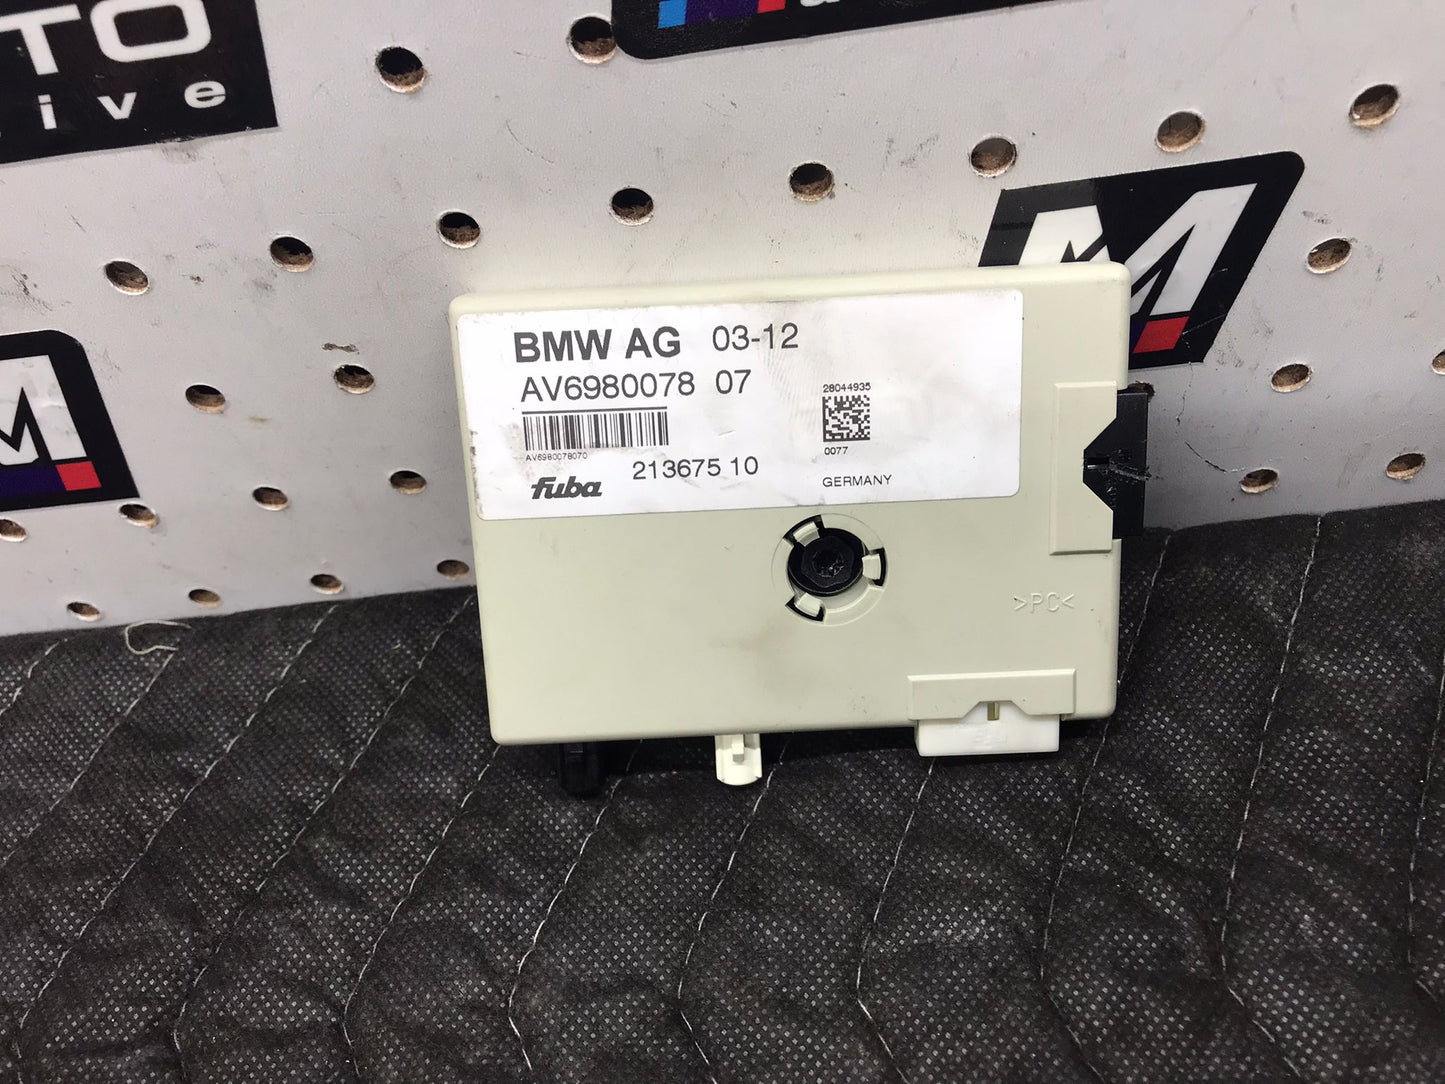 TO
ive
M
M
BMW AG 03-12
AV6980078 07
AV6980078070
fuba 213675 10
28044935
0077
GERMANY
>PC<